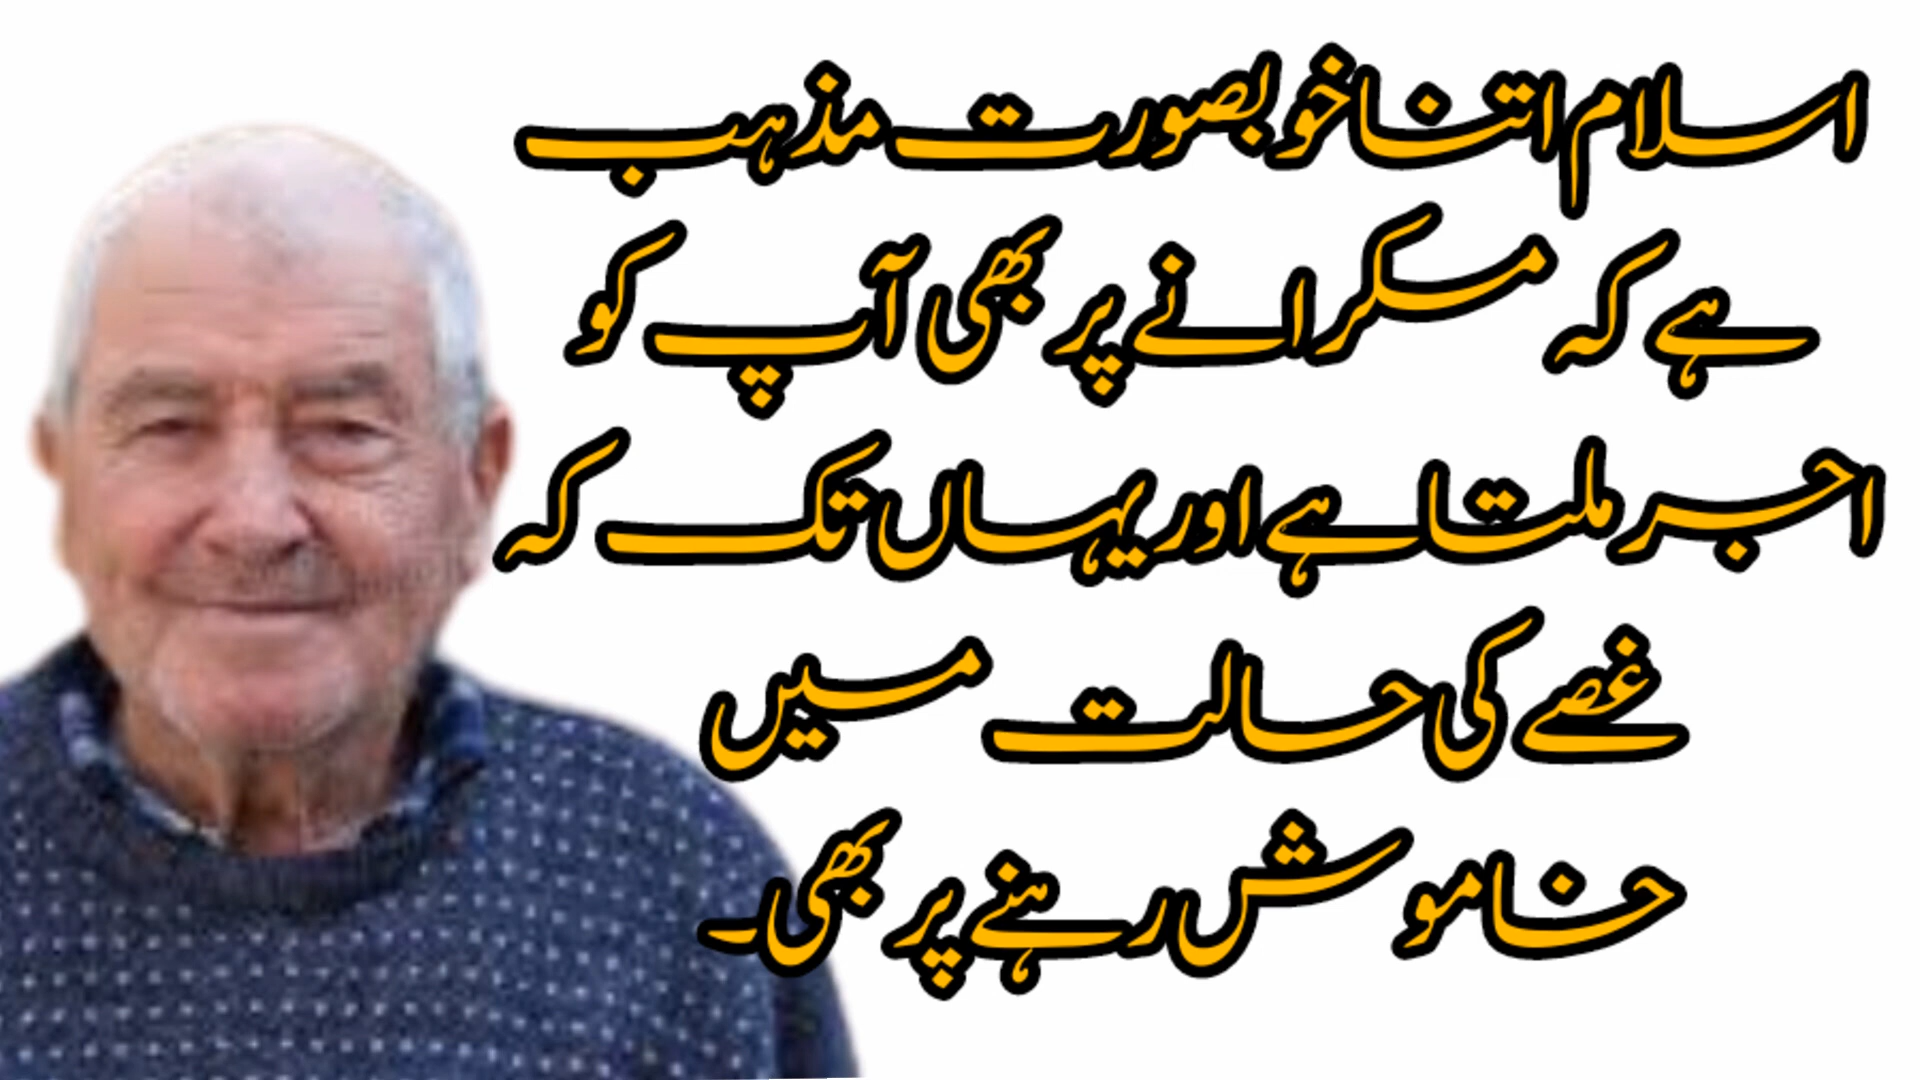 اسلام اتنا خوبصورت مذہب
ہے کہ مسکرانے پر بھی آپ کو
اجر ملتا ہے اور یہاں تک کہ
غصے کی حالت میں
خاموش رہنے پر بھی۔